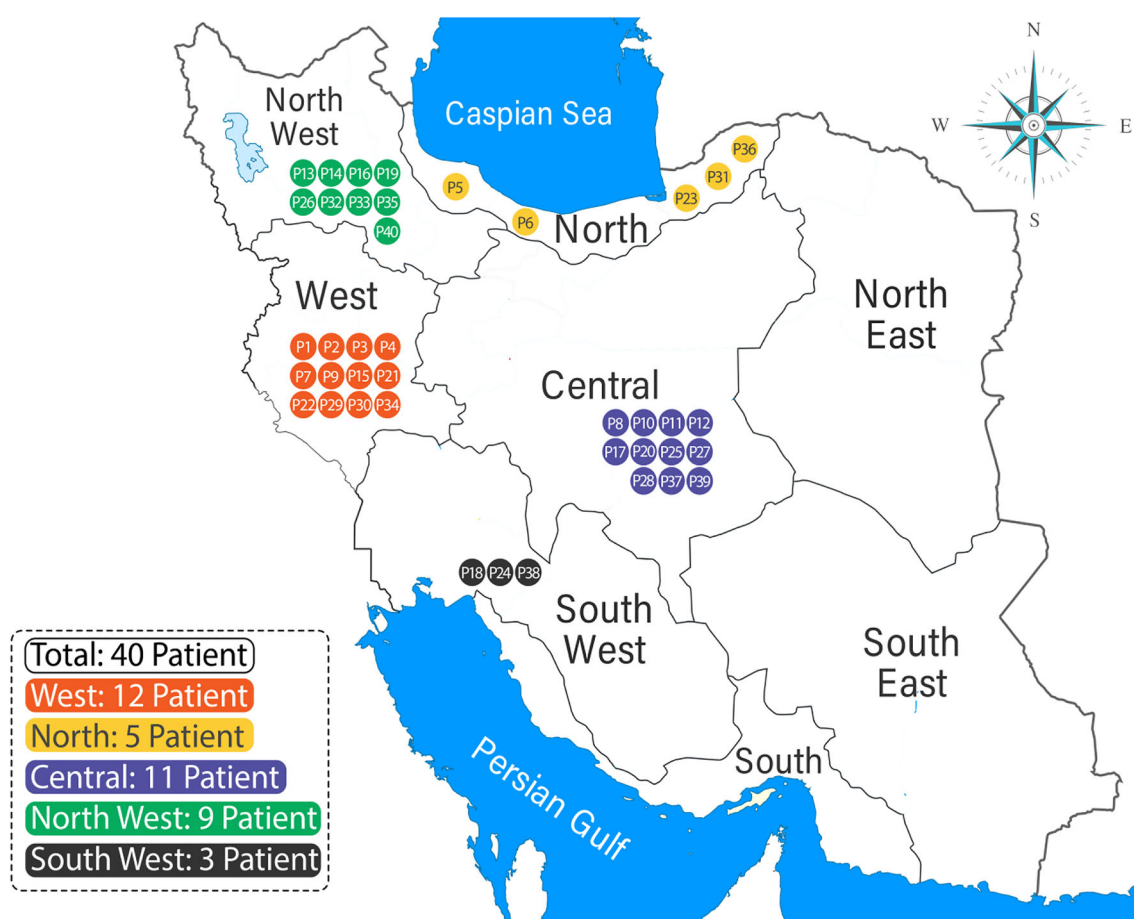 N
W
E
S
Caspian Sea
North
West
P13 P14 P16 P19
P26 P32 P33 P35
P40
P5
P6
P36
P31
P23
North
West
P1 P2 P3 P4
P7 P9 P15 P21
P22 P29 P30 P34
North
East
Central
P8 P10 P11 P12
P17 P20 P25 P27
P28 P37 P39
P18 P24 P38
South
West
South
East
South
Persian Gulf
Total: 40 Patient
West: 12 Patient
North: 5 Patient
Central: 11 Patient
North West: 9 Patient
South West: 3 Patient